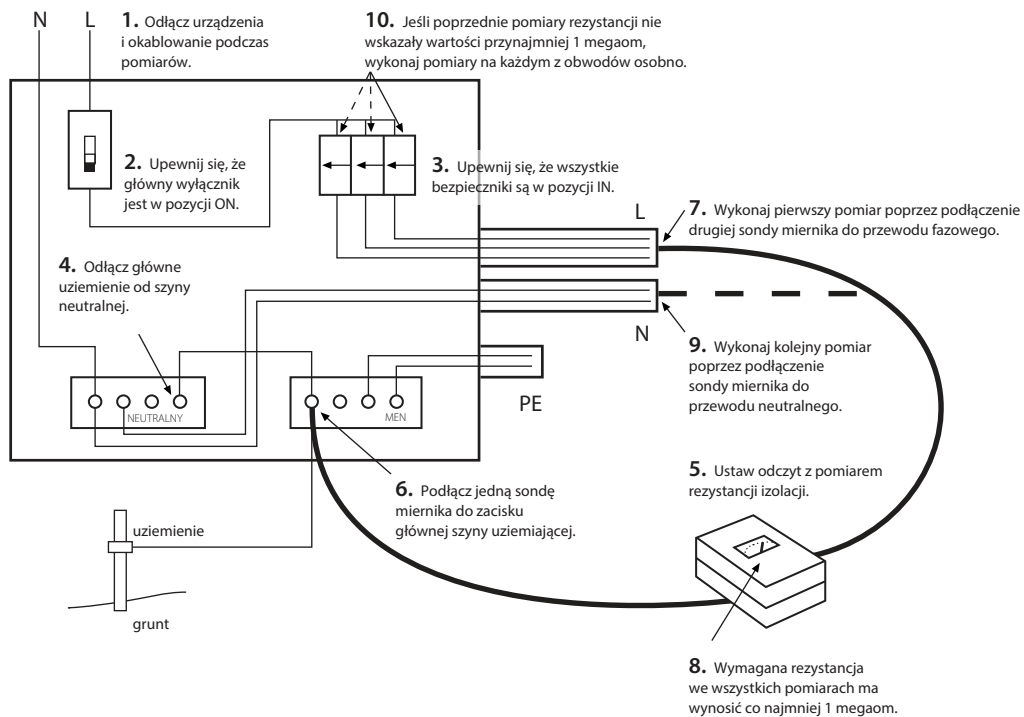 N
L
1. Odłącz urządzenia
i okablowanie podczas
pomiarów.
10. Jeśli poprzednie pomiary rezystancji nie
wskazały wartości przynajmniej 1 megaom,
wykonaj pomiary na każdym z obwodów osobno.
2. Upewnij się, że
główny wyłącznik
jest w pozycji ON.
3. Upewnij się, że wszystkie
bezpieczniki są w pozycji IN.
L
7. Wykonaj pierwszy pomiar poprzez podłączenie
drugiej sondy miernika do przewodu fazowego.
4. Odłącz główne
uziemienie od szyny
neutralnej.
N
9. Wykonaj kolejny pomiar
poprzez podłączenie
sondy miernika do
przewodu neutralnego.
PE
NEUTRALNY
MEN
5. Ustaw odczyt z pomiarem
rezystancji izolacji.
6. Podłącz jedną sondę
miernika do zacisku
głównej szyny uziemiającej.
uziemienie
grunt
8. Wymagana rezystancja
we wszystkich pomiarach ma
wynosić co najmniej 1 megaom.